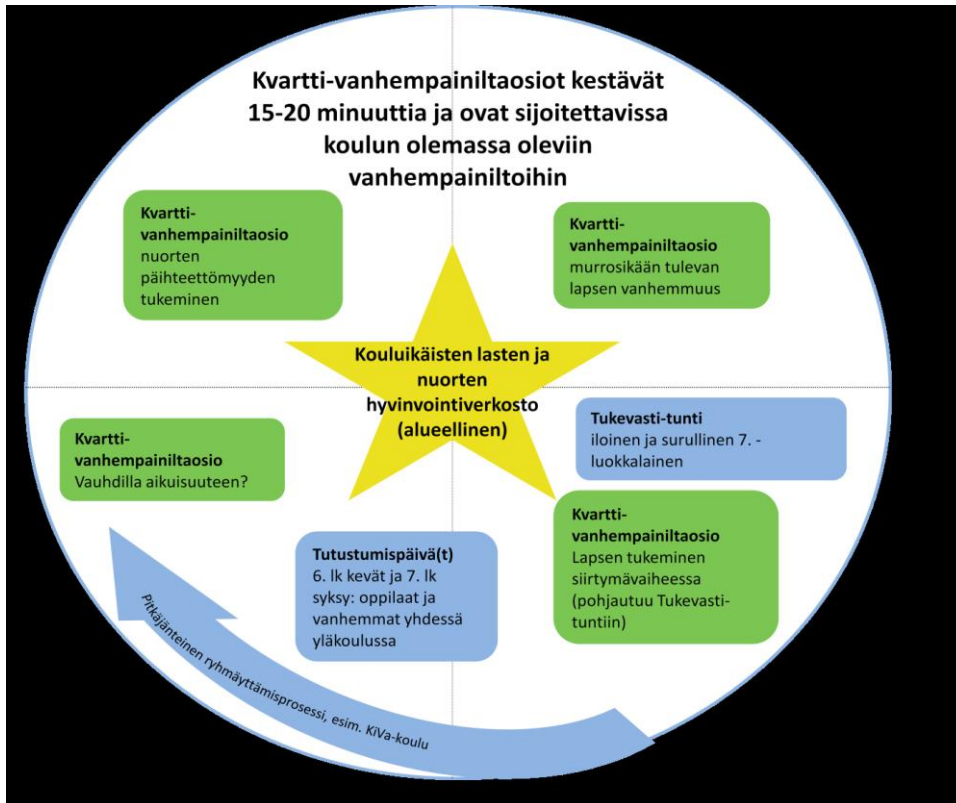 Kvartti-vanhempainiltaosiot kestävät
15-20 minuuttia ja ovat sijoitettavissa
koulun olemassa oleviin
vanhempainiltoihin
Kvartti-
vanhempainiltaosio
nuorten
päihteettömyyden
tukeminen
Kvartti-
vanhempainiltaosio
murrosikään tulevan
lapsen vanhemmuus
Kouluikäisten lasten ja
nuorten
hyvinvointiverkosto
(alueellinen)
Tukevasti-tunti
iloinen ja surullinen 7. -
luokkalainen
Kvartti-
vanhempainiltaosio
Vauhdilla aikuisuuteen?
Kvartti-
vanhempainiltaosio
Lapsen tukeminen
siirtymävaiheessa
(pohjautuu Tukevasti-
tuntiin)
Tutustumispäivä(t)
6. lk kevät ja 7. lk
syksy: oppilaat ja
vanhemmat yhdessä
yläkoulussa
Pitkäjänteinen ryhmäyttämisprosessi, esim. KiVa-koulu